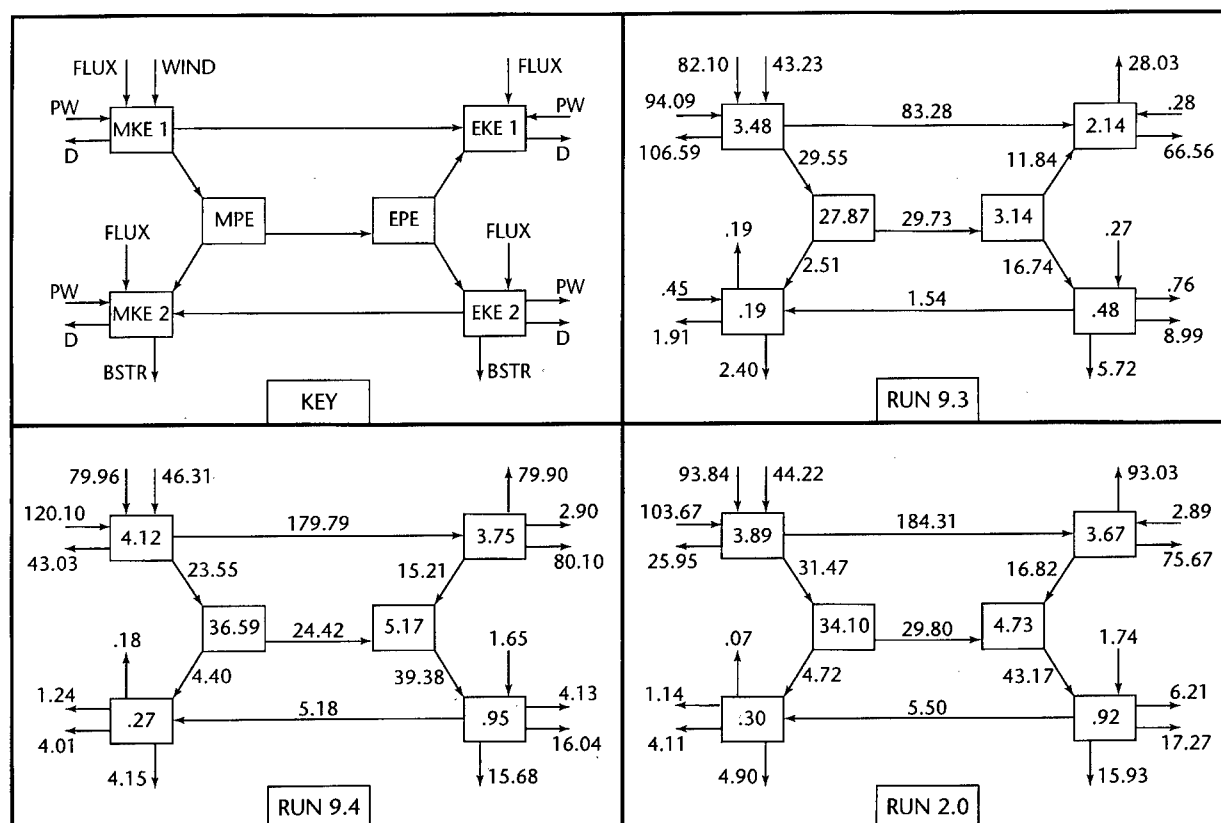 FLUX WIND FLUX
PW PW
MKE 1 EKE 1
D D
MPE EPE
FLUX FLUX
PW PW
MKE 2 EKE 2
D D
BSTR BSTR
KEY
82.10 43.23 28.03
94.09 .28
3.48 83.28 2.14
106.59 66.56
29.55 11.84
27.87 29.73 3.14
.19 .27
2.51 16.74
.45 .76
.19 1.54 .48
1.91 8.99
2.40 5.72
RUN 9.3
79.96 46.31 79.90
120.10 2.90
4.12 179.79 3.75
43.03 80.10
23.55 15.21
36.59 24.42 5.17
.18 1.65
4.40 39.38
1.24 4.13
.27 5.18 .95
4.01 16.04
4.15 15.68
RUN 9.4
93.84 44.22 93.03
103.67 2.89
3.89 184.31 3.67
25.95 75.67
31.47 16.82
34.10 29.80 4.73
.07 1.74
4.72 43.17
1.14 6.21
.30 5.50 .92
4.11 17.27
4.90 15.93
RUN 2.0